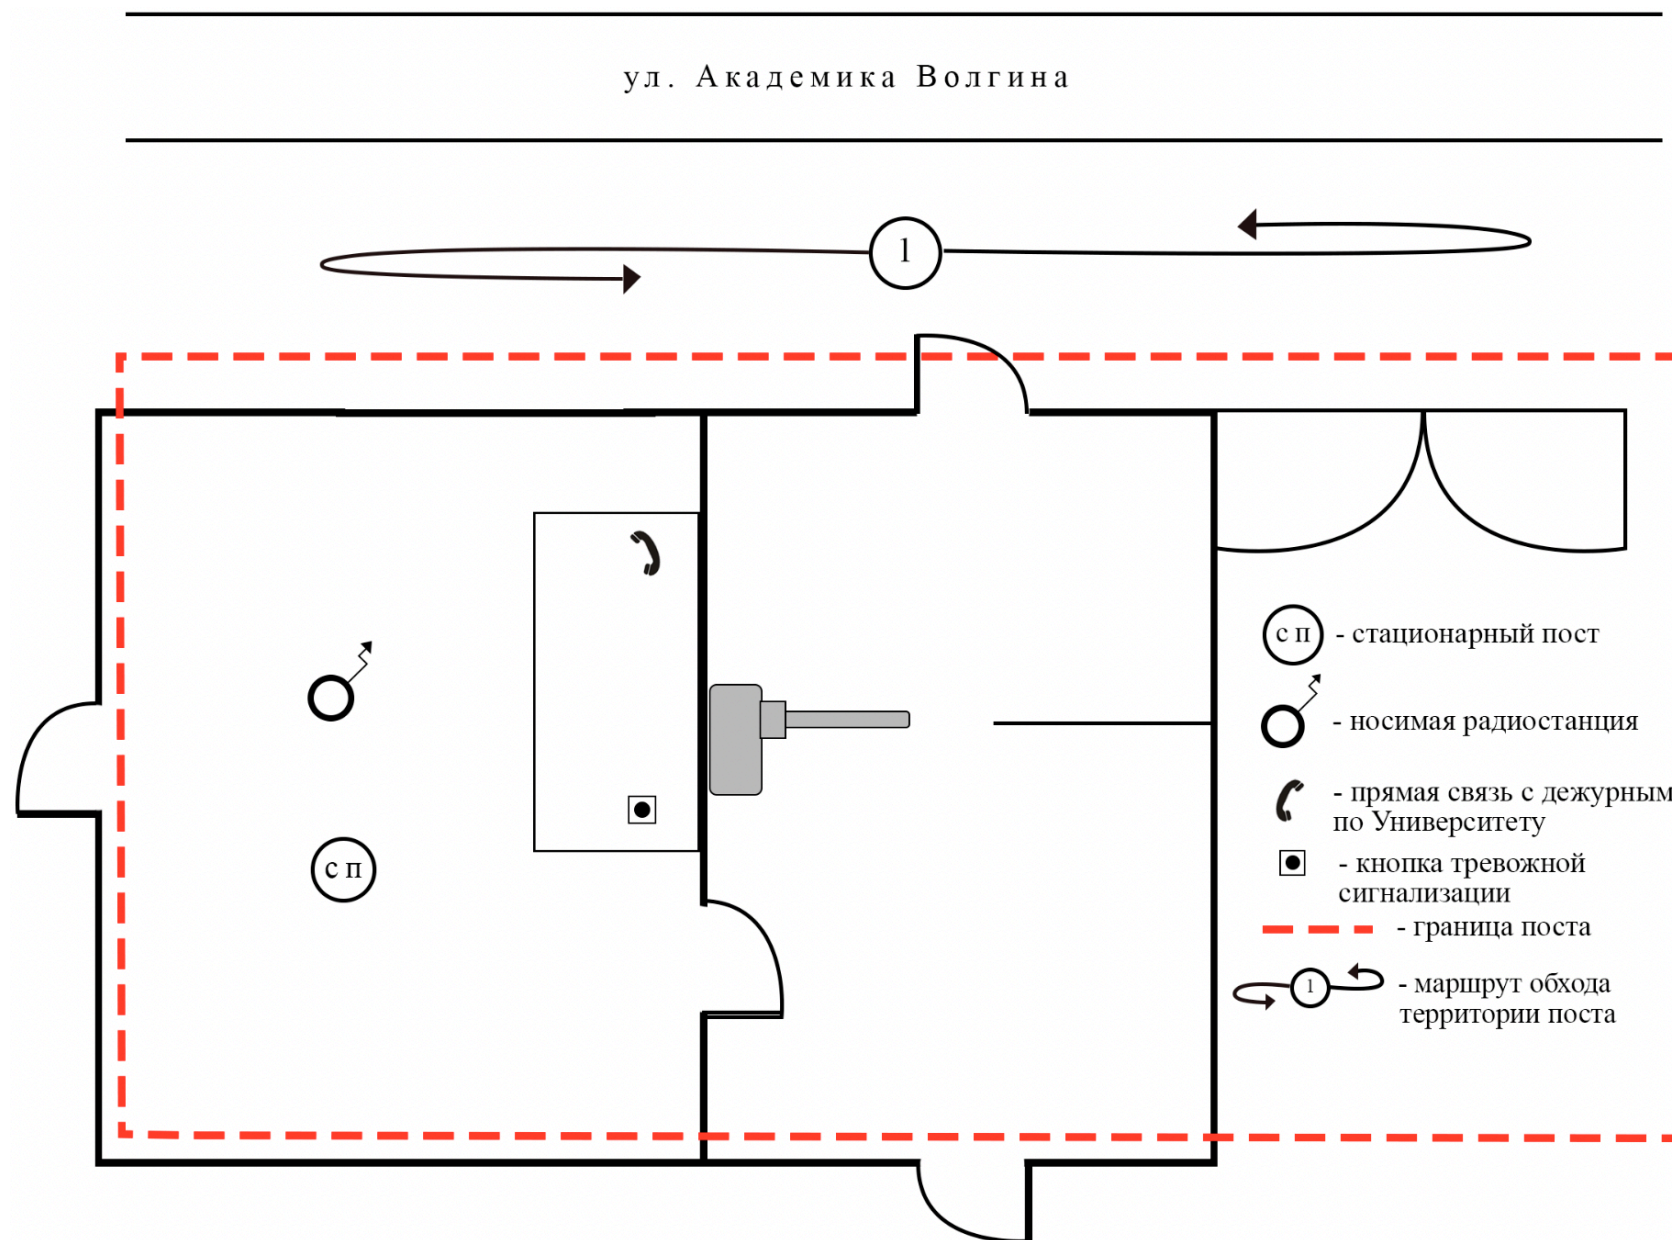 ул. Академика Волгина
1
с п - стационарный пост
- носимая радиостанция
- прямая связь с дежурным
по Университету
- кнопка тревожной
сигнализации
с п
- граница поста
1 - маршрут обхода
территории поста